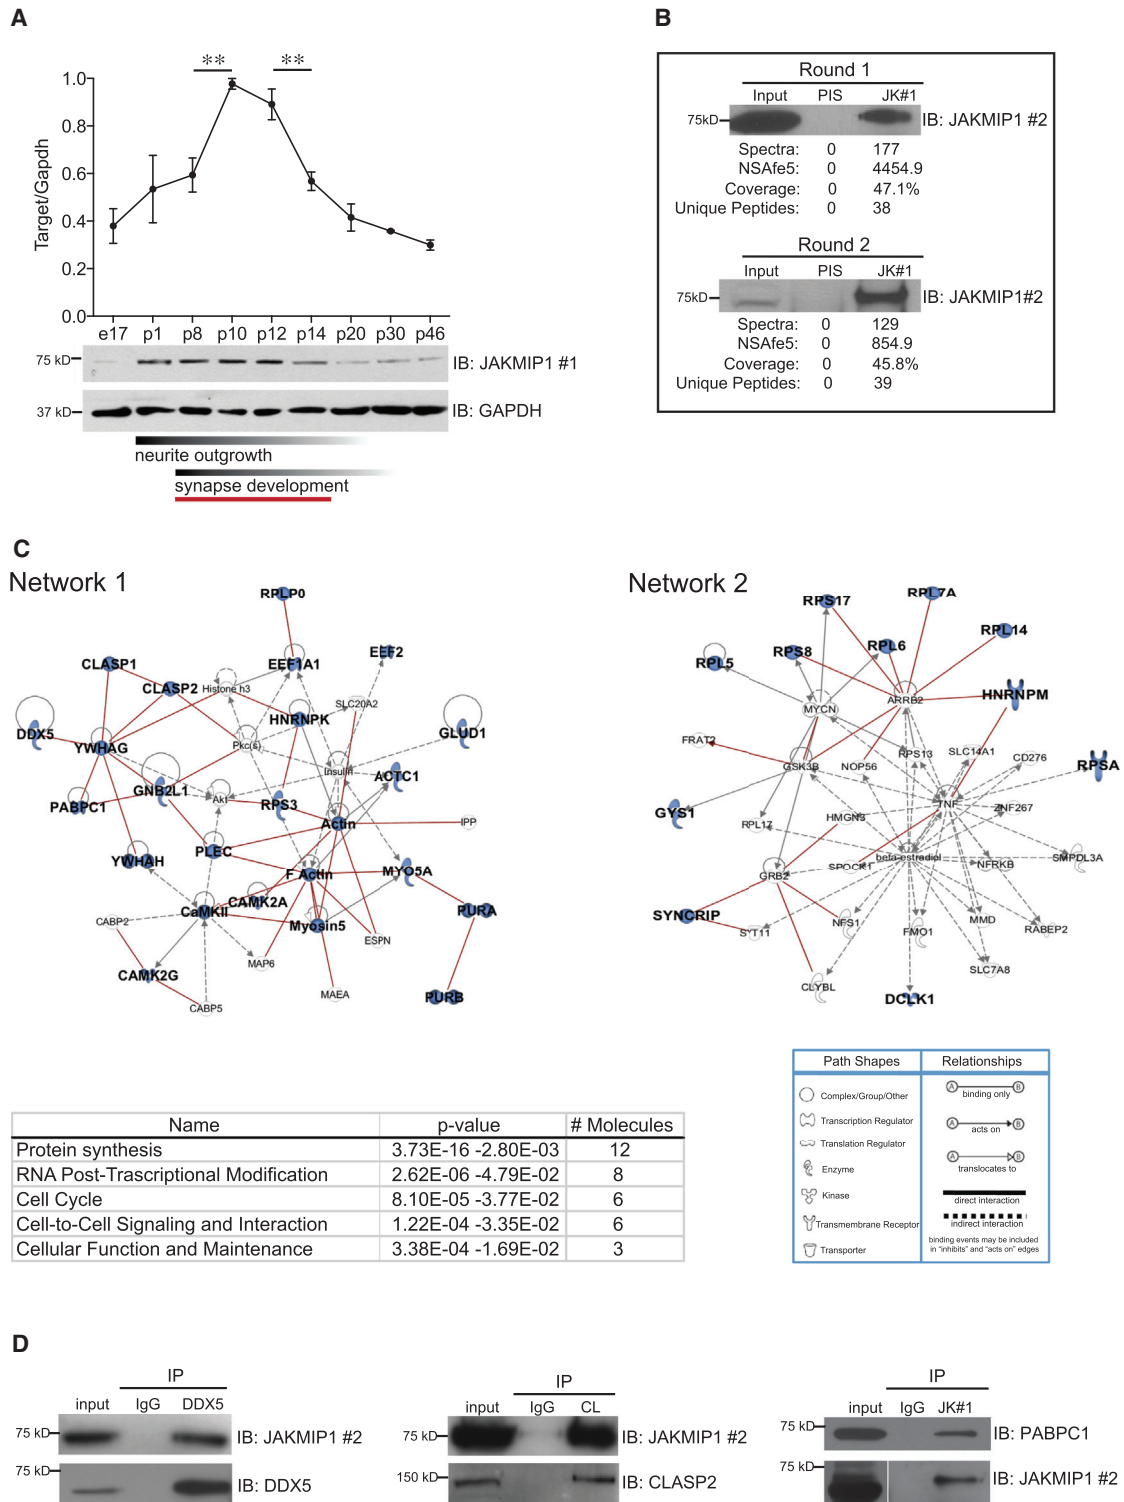 A
** **
1.0
0.8
0.6
0.4
0.2
0.0
Target/Gapdh
e17 p1 p8 p10 p12 p14 p20 p30 p46
75 kD
IB: JAKMIP1 #1
37 kD
IB: GAPDH
neurite outgrowth
synapse development
B
Round 1
Input PIS JK#1
75kD
IB: JAKMIP1 #2
Spectra: 0 177
NSAfe5: 0 4454.9
Coverage: 0 47.1%
Unique Peptides: 0 38
Round 2
Input PIS JK#1
75kD
IB: JAKMIP1#2
Spectra: 0 129
NSAfe5: 0 854.9
Coverage: 0 45.8%
Unique Peptides: 0 39
C
Network 1
RPLP0
CLASP1
EEF1A1
EEF2
CLASP2
Histone h3
SLC20A2
HNRNPK
DDX5
YWHAG
Pkc(s)
GLUD1
Insulin
ACTC1
GNB2L1
Akt
RPS3
PABPC1
Actin
IPP
YWHAH
PLEC
F Actin
MYO5A
CAMK2A
CaMKII
PURA
CABP2
Myosin5
ESPN
CAMK2G
MAP6
MAEA
PURB
CABP5
Network 2
RPS17
RPL7A
RPL14
RPS8
RPL6
RPL5
HNRNPM
ARRB2
MYCN
FRAT2
RPS13
SLC14A1
CD276
GSK3B
NOP56
RPSA
GYS1
TNF
ZNF267
RPL17
HMGN3
beta-estradiol
SMPDL3A
SPOCK1
NFRKB
GRB2
SYNCRIP
SYT11
NFS1
FMO1
MMD
RABEP2
SLC7A8
CLYBL
DCLK1
Path Shapes
Relationships
Complex/Group/Other
Transcription Regulator
Translation Regulator
Enzyme
Kinase
Transmembrane Receptor
Transporter
A B
binding only
A B
acts on
A B
translocates to
direct interaction
indirect interaction
binding events may be included
in "inhibits" and "acts on" edges
Name p-value # Molecules
Protein synthesis 3.73E-16 -2.80E-03 12
RNA Post-Trascriptional Modification 2.62E-06 -4.79E-02 8
Cell Cycle 8.10E-05 -3.77E-02 6
Cell-to-Cell Signaling and Interaction 1.22E-04 -3.35E-02 6
Cellular Function and Maintenance 3.38E-04 -1.69E-02 3
D
IP
input IgG DDX5
75 kD
IB: JAKMIP1 #2
75 kD
IB: DDX5
IP
input IgG CL
75 kD
IB: JAKMIP1 #2
150 kD
IB: CLASP2
IP
input IgG JK#1
75 kD
IB: PABPC1
75 kD
IB: JAKMIP1 #2